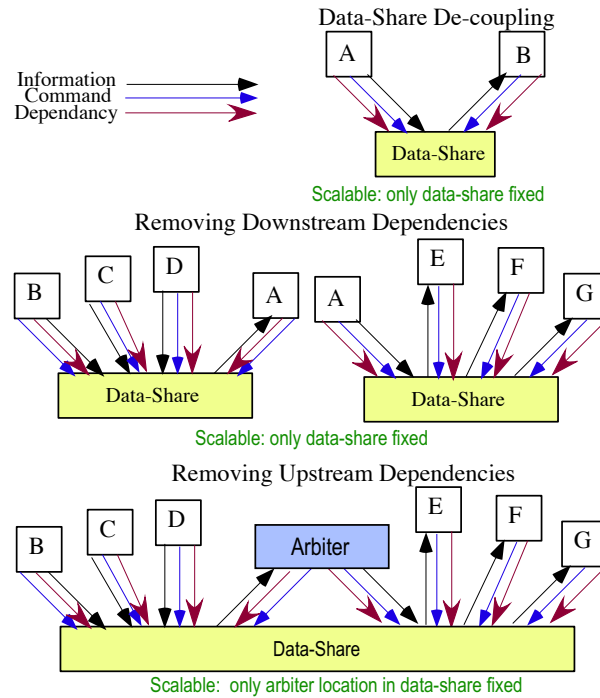 Data-Share De-coupling
A
B
Information
Command
Dependancy
Data-Share
Scalable: only data-share fixed
Removing Downstream Dependencies
B
C
D
A
A
E
F
G
Data-Share
Data-Share
Scalable: only data-share fixed
Removing Upstream Dependencies
B
C
D
Arbiter
E
F
G
Data-Share
Scalable: only arbiter location in data-share fixed